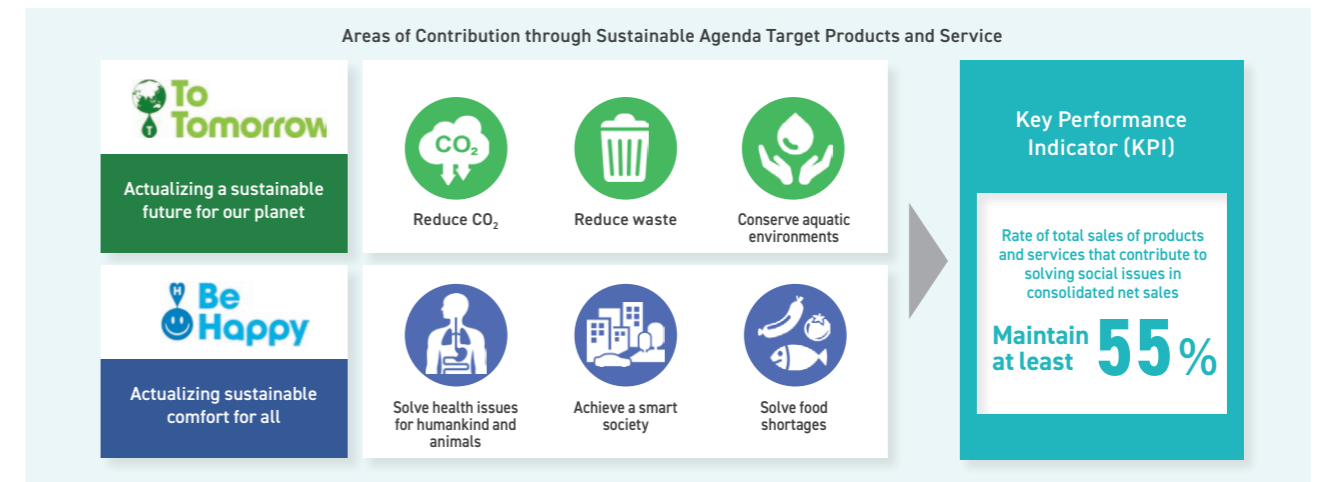 Areas of Contribution through Sustainable Agenda Target Products and Service
To
Tomorrow
T
Actualizing a sustainable
future for our planet
CO₂
Reduce CO₂
Reduce waste
Conserve aquatic
environments
H
Be
Happy
Actualizing sustainable
comfort for all
Solve health issues
for humankind and
animals
Achieve a smart
society
Solve food
shortages
Key Performance
Indicator (KPI)
Rate of total sales of products
and services that contribute to
solving social issues in
consolidated net sales
Maintain
at least
55%